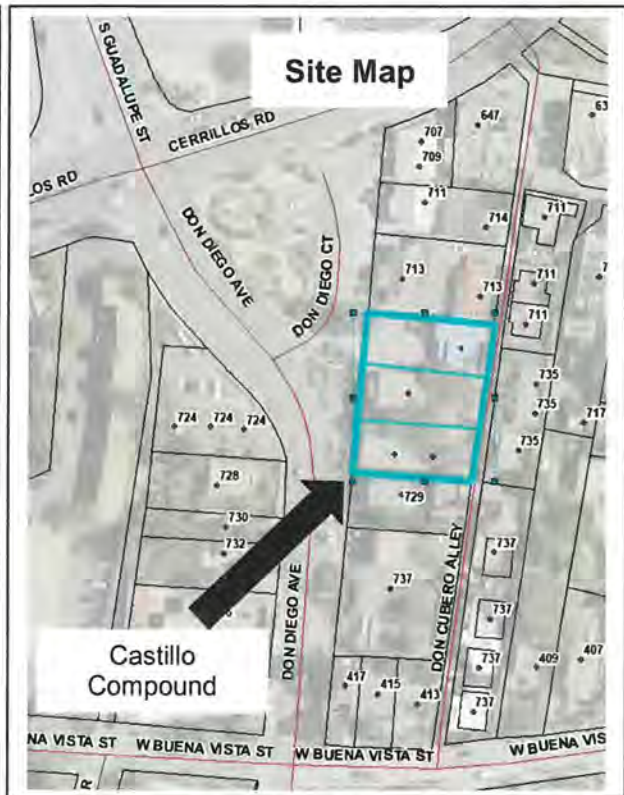 Site Map
S GUADALUPE ST
CERRILLOS RD
LOS RD
DON DIEGO AVE
DON DIEGO CT
647
707
709
711
714
711
713
713
711
711
724
724
724
728
730
732
735
735
735
717
729
737
737
737
737
737
DON DIEGO AVE
DON CUBERO ALLEY
Castillo
Compound
417
415
413
409
407
NA VISTA ST
W BUENA VISTA ST
W BUENA VISTA ST
W BUENA VIS
R